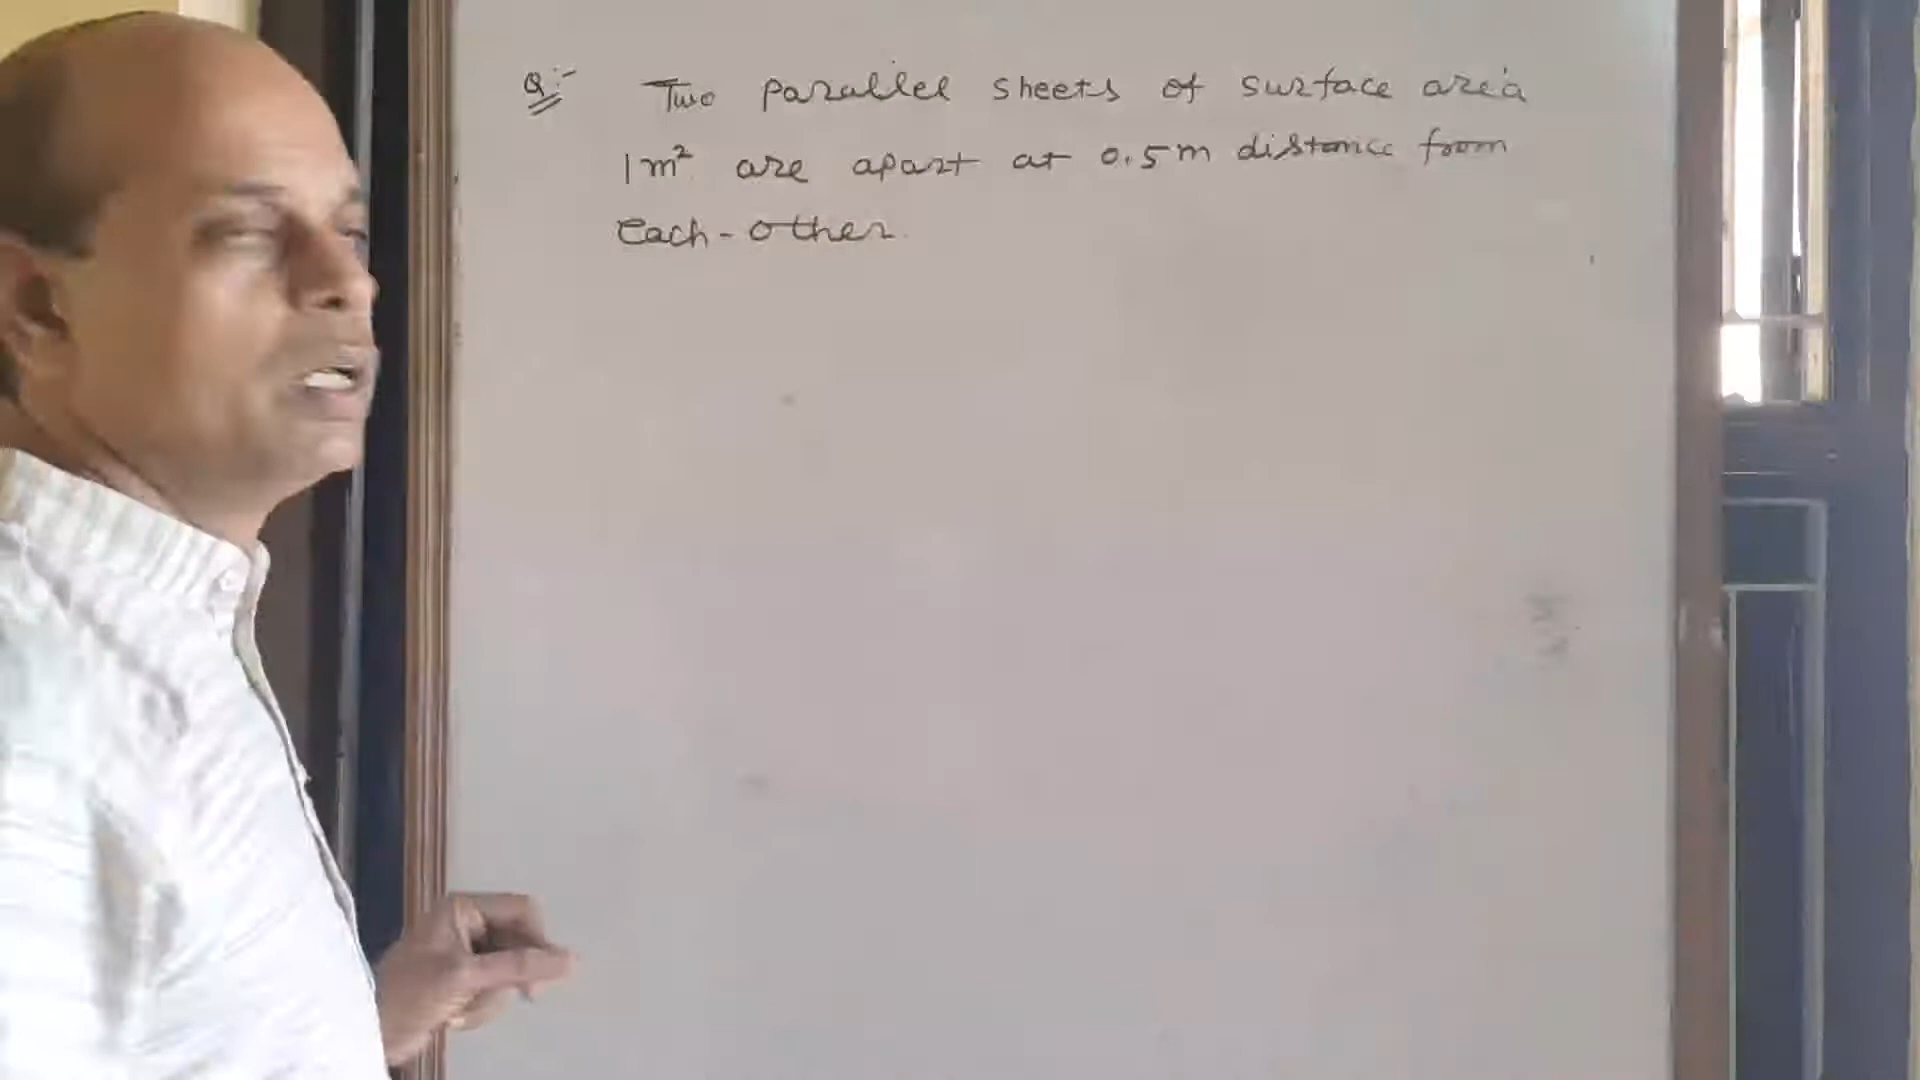 Q:- Two parallel sheets of surface area
1m² are apart at 0.5m distance from
each-other.